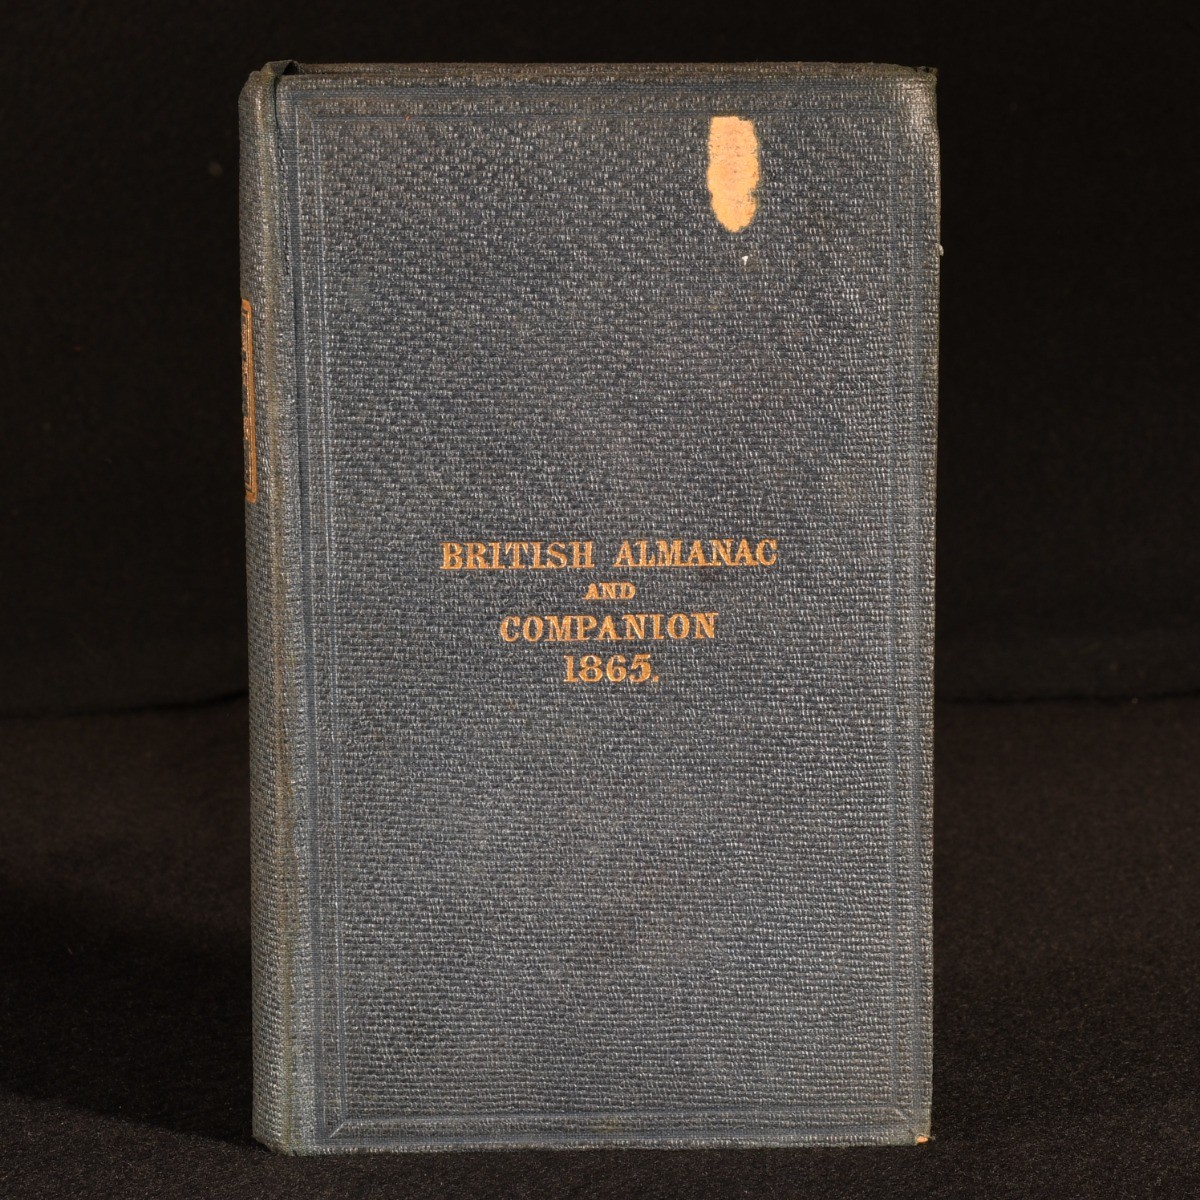 BRITISH ALMANAC
AND
COMPANION
1865.